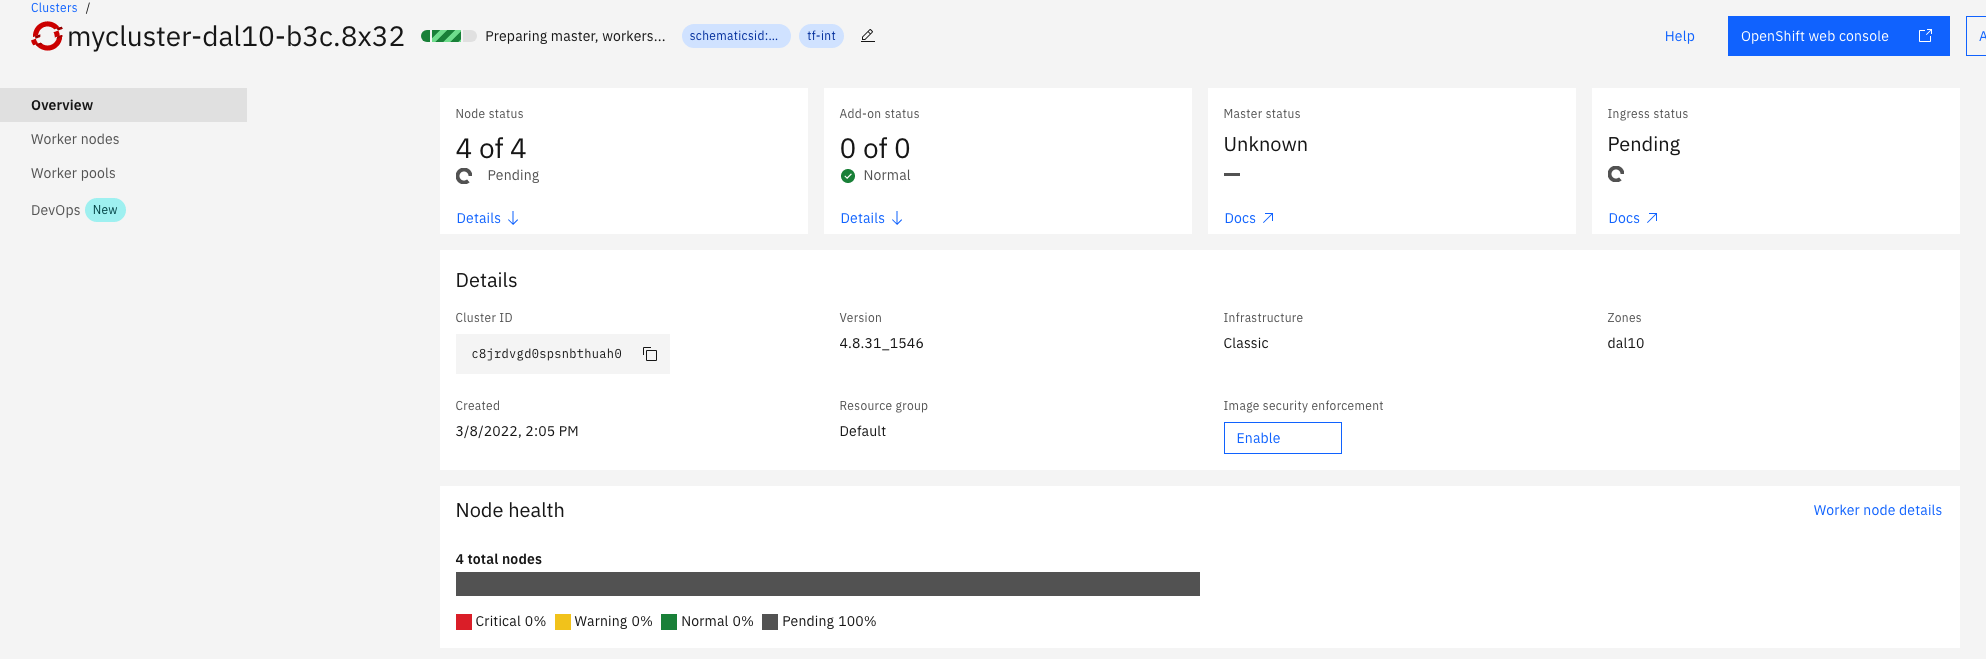 Clusters /
mycluster-dal10-b3c.8x32
Preparing master, workers...
schematicsid:...
tf-int
Help
OpenShift web console
Overview
Worker nodes
Worker pools
DevOps New
Node status
4 of 4
Pending
Details
Add-on status
0 of 0
Normal
Details
Master status
Unknown
Docs
Ingress status
Pending
Docs
Details
Cluster ID
c8jrdvgd0spsnbthuah0
Version
4.8.31_1546
Infrastructure
Classic
Zones
dal10
Created
3/8/2022, 2:05 PM
Resource group
Default
Image security enforcement
Enable
Node health
Worker node details
4 total nodes
Critical 0% Warning 0% Normal 0% Pending 100%